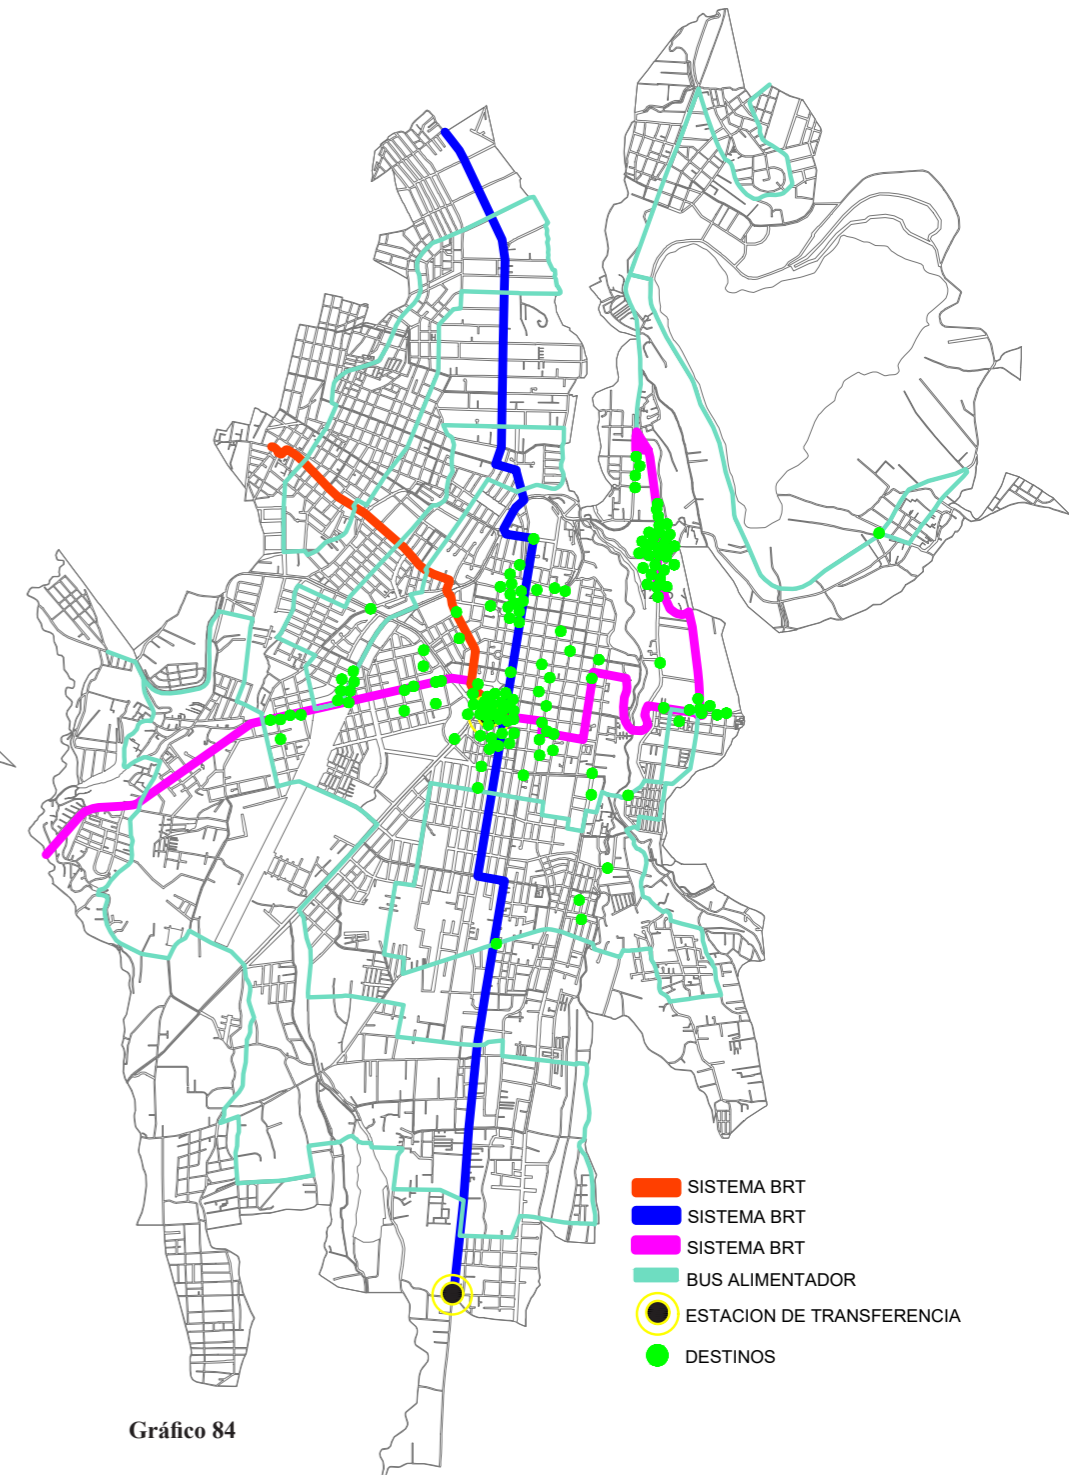 SISTEMA BRT
SISTEMA BRT
SISTEMA BRT
BUS ALIMENTADOR
ESTACION DE TRANSFERENCIA
DESTINOS
Gráfico 84